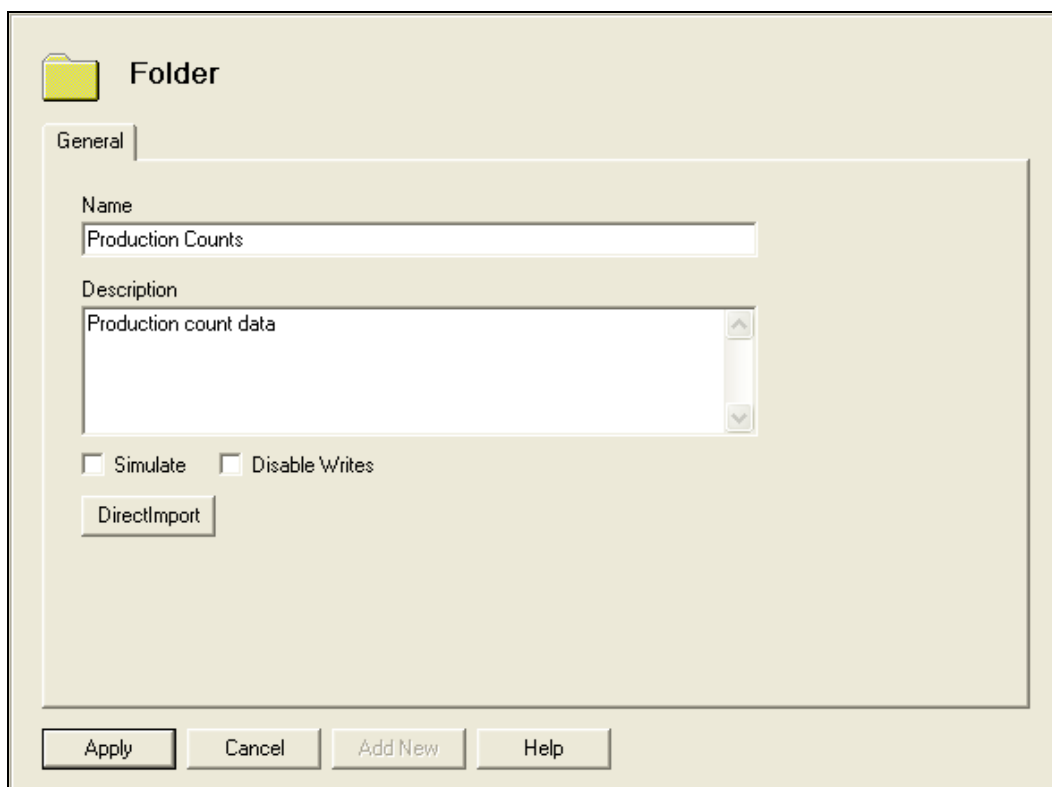 Folder
General
Name
Production Counts
Description
Production count data
Simulate Disable Writes
DirectImport
Apply Cancel Add New Help